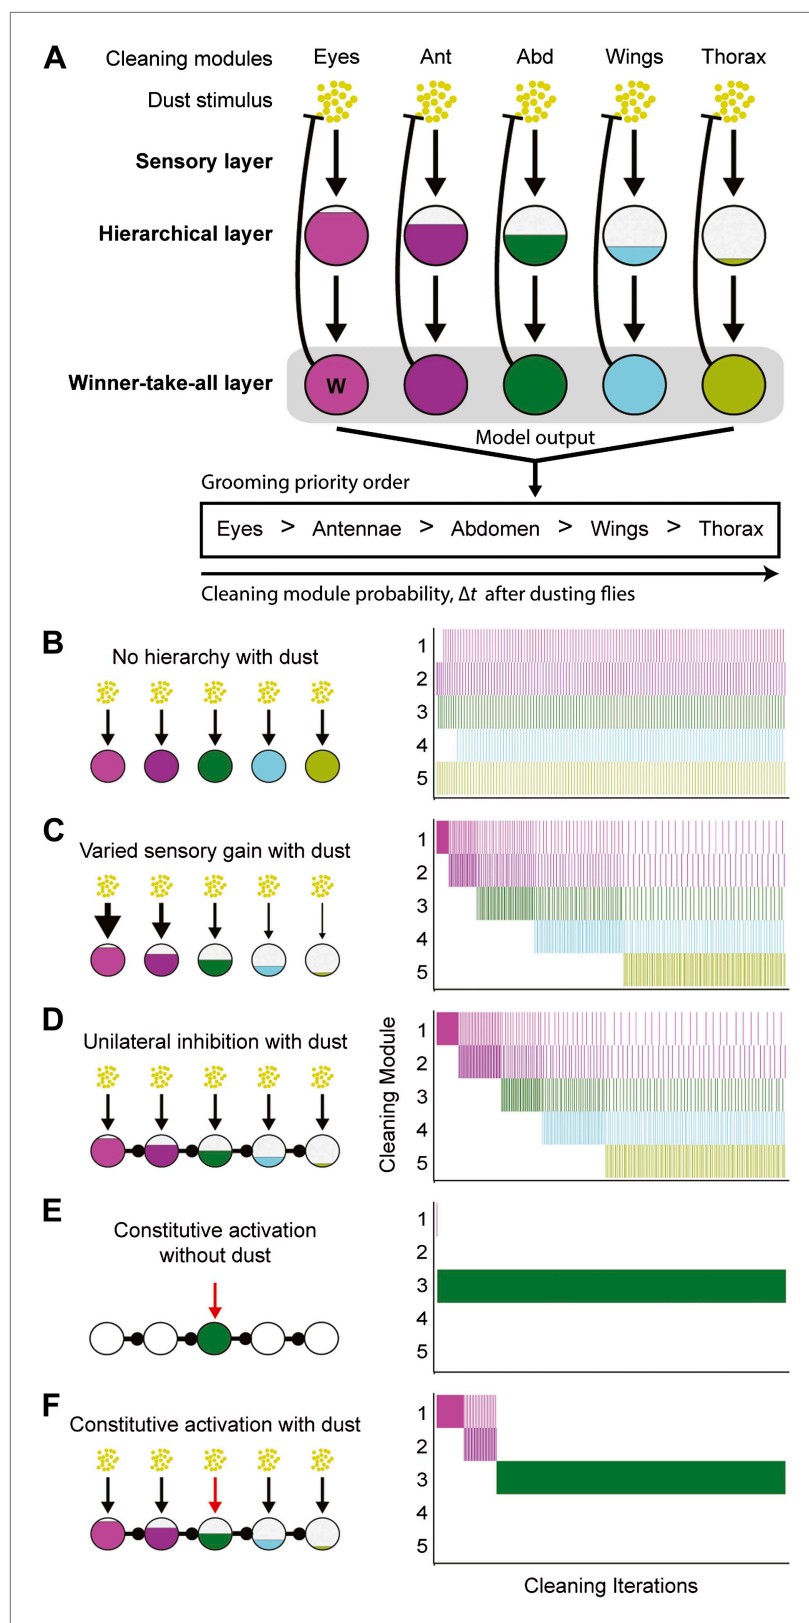 A
Cleaning modules Eyes Ant Abd Wings Thorax
Dust stimulus
Sensory layer
Hierarchical layer
Winner-take-all layer W
Model output
Grooming priority order
Eyes > Antennae > Abdomen > Wings > Thorax
Cleaning module probability, Δt after dusting flies
B
No hierarchy with dust
1
2
3
4
5
C
Varied sensory gain with dust
1
2
3
4
5
D
Unilateral inhibition with dust
1
2
3
4
5
Cleaning Module
E
Constitutive activation
without dust
1
2
3
4
5
F
Constitutive activation with dust
1
2
3
4
5
Cleaning Iterations